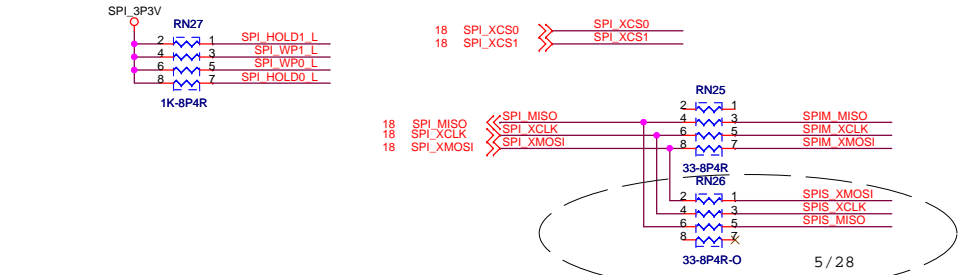 SPI_3P3V
RN27
2 1 SPI_HOLD1_L
4 3 SPI_WP1_L
6 5 SPI_WP0_L
8 7 SPI_HOLD0_L
1K-8P4R
18 SPI_XCS0 SPI_XCS0
18 SPI_XCS1 SPI_XCS1
RN25
2 1
18 SPI_MISO SPI_MISO 4 3 SPIM_MISO
18 SPI_XCLK SPI_XCLK 6 5 SPIM_XCLK
18 SPI_XMOSI SPI_XMOSI 8 7 SPIM_XMOSI
33-8P4R
RN26
2 1 SPIS_XMOSI
4 3 SPIS_XCLK
6 5 SPIS_MISO
8 7
33-8P4R-O
5/28